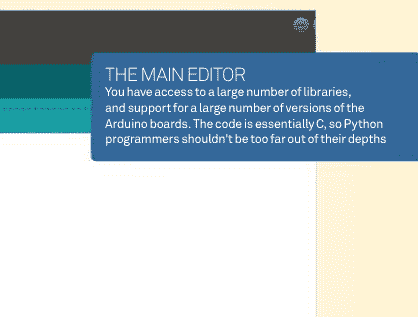 THE MAIN EDITOR
You have access to a large number of libraries,
and support for a large number of versions of the
Arduino boards. The code is essentially C, so Python
programmers shouldn't be too far out of their depths